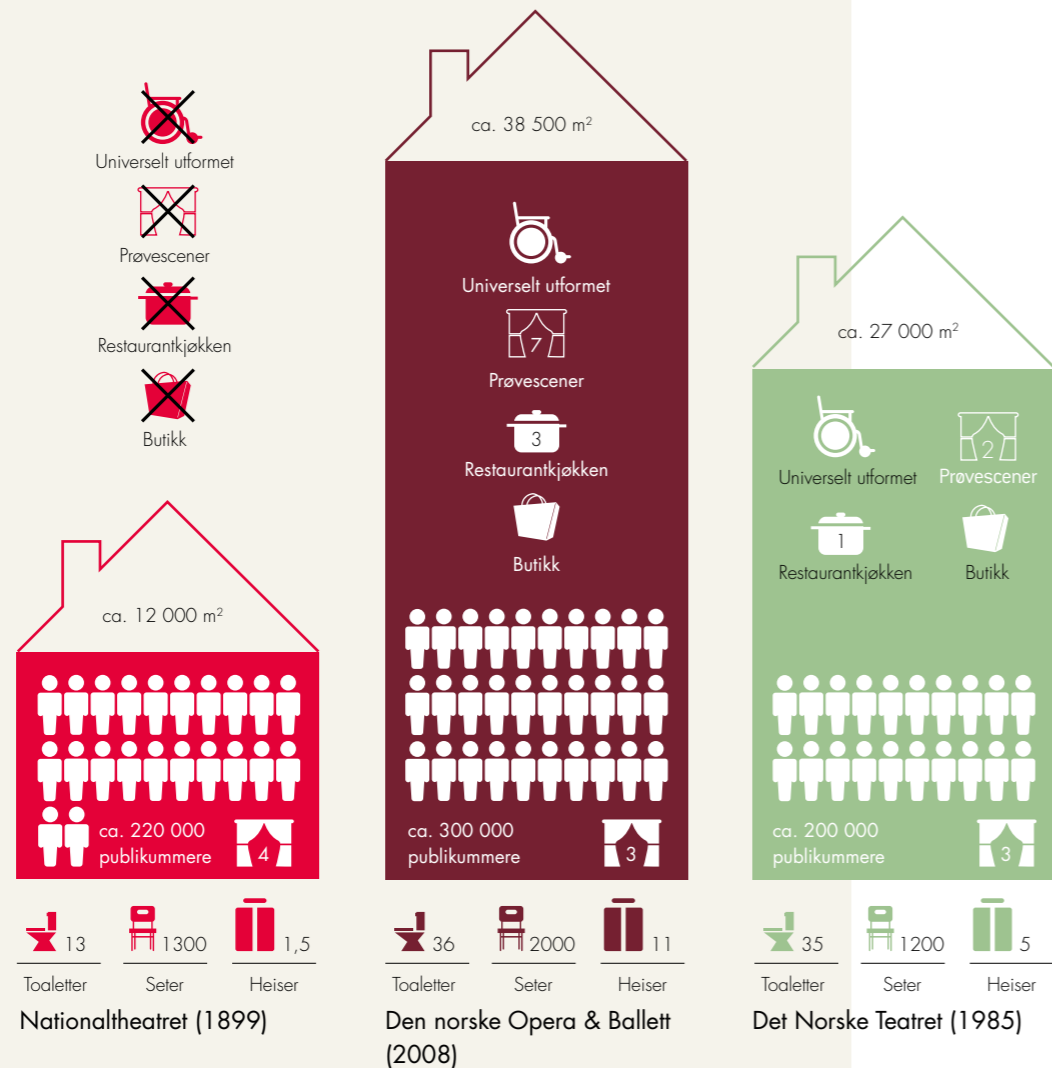 Universelt utformet
Prøvescener
Restaurantkjøkken
Butikk
ca. 12 000 m²
ca. 220 000
publikummere
4
13
1300
1,5
Toaletter
Seter
Heiser
Nationaltheatret (1899)
ca. 38 500 m²
Universelt utformet
7
Prøvescener
3
Restaurantkjøkken
Butikk
ca. 300 000
publikummere
3
36
2000
11
Toaletter
Seter
Heiser
Den norske Opera & Ballett
(2008)
ca. 27 000 m²
Universelt utformet
2
Prøvescener
1
Restaurantkjøkken
Butikk
ca. 200 000
publikummere
3
35
1200
5
Toaletter
Seter
Heiser
Det Norske Teatret (1985)